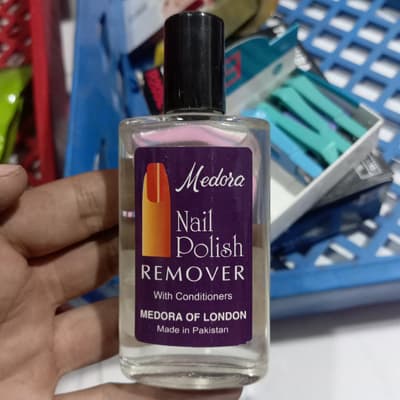 Medora
Nail
Polish
REMOVER
With Conditioners
MEDORA OF LONDON
Made in Pakistan